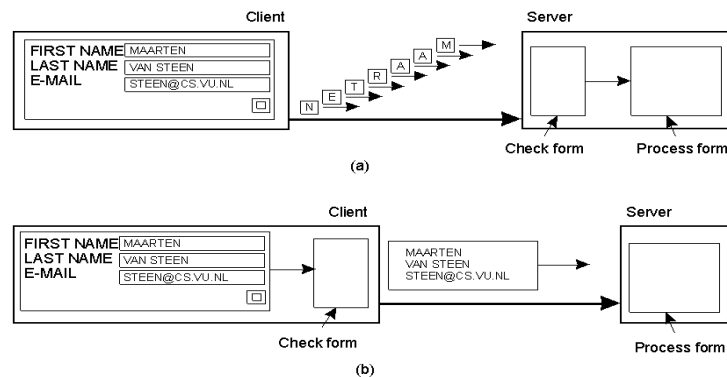 Client
Server
FIRST NAME MAARTEN
LAST NAME VAN STEEN
E-MAIL STEEN@CS.VU.NL
N E T R A A M
Check form
Process form
(a)
Client
Server
FIRST NAME MAARTEN
LAST NAME VAN STEEN
E-MAIL STEEN@CS.VU.NL
MAARTEN
VAN STEEN
STEEN@CS.VU.NL
Check form
Process form
(b)